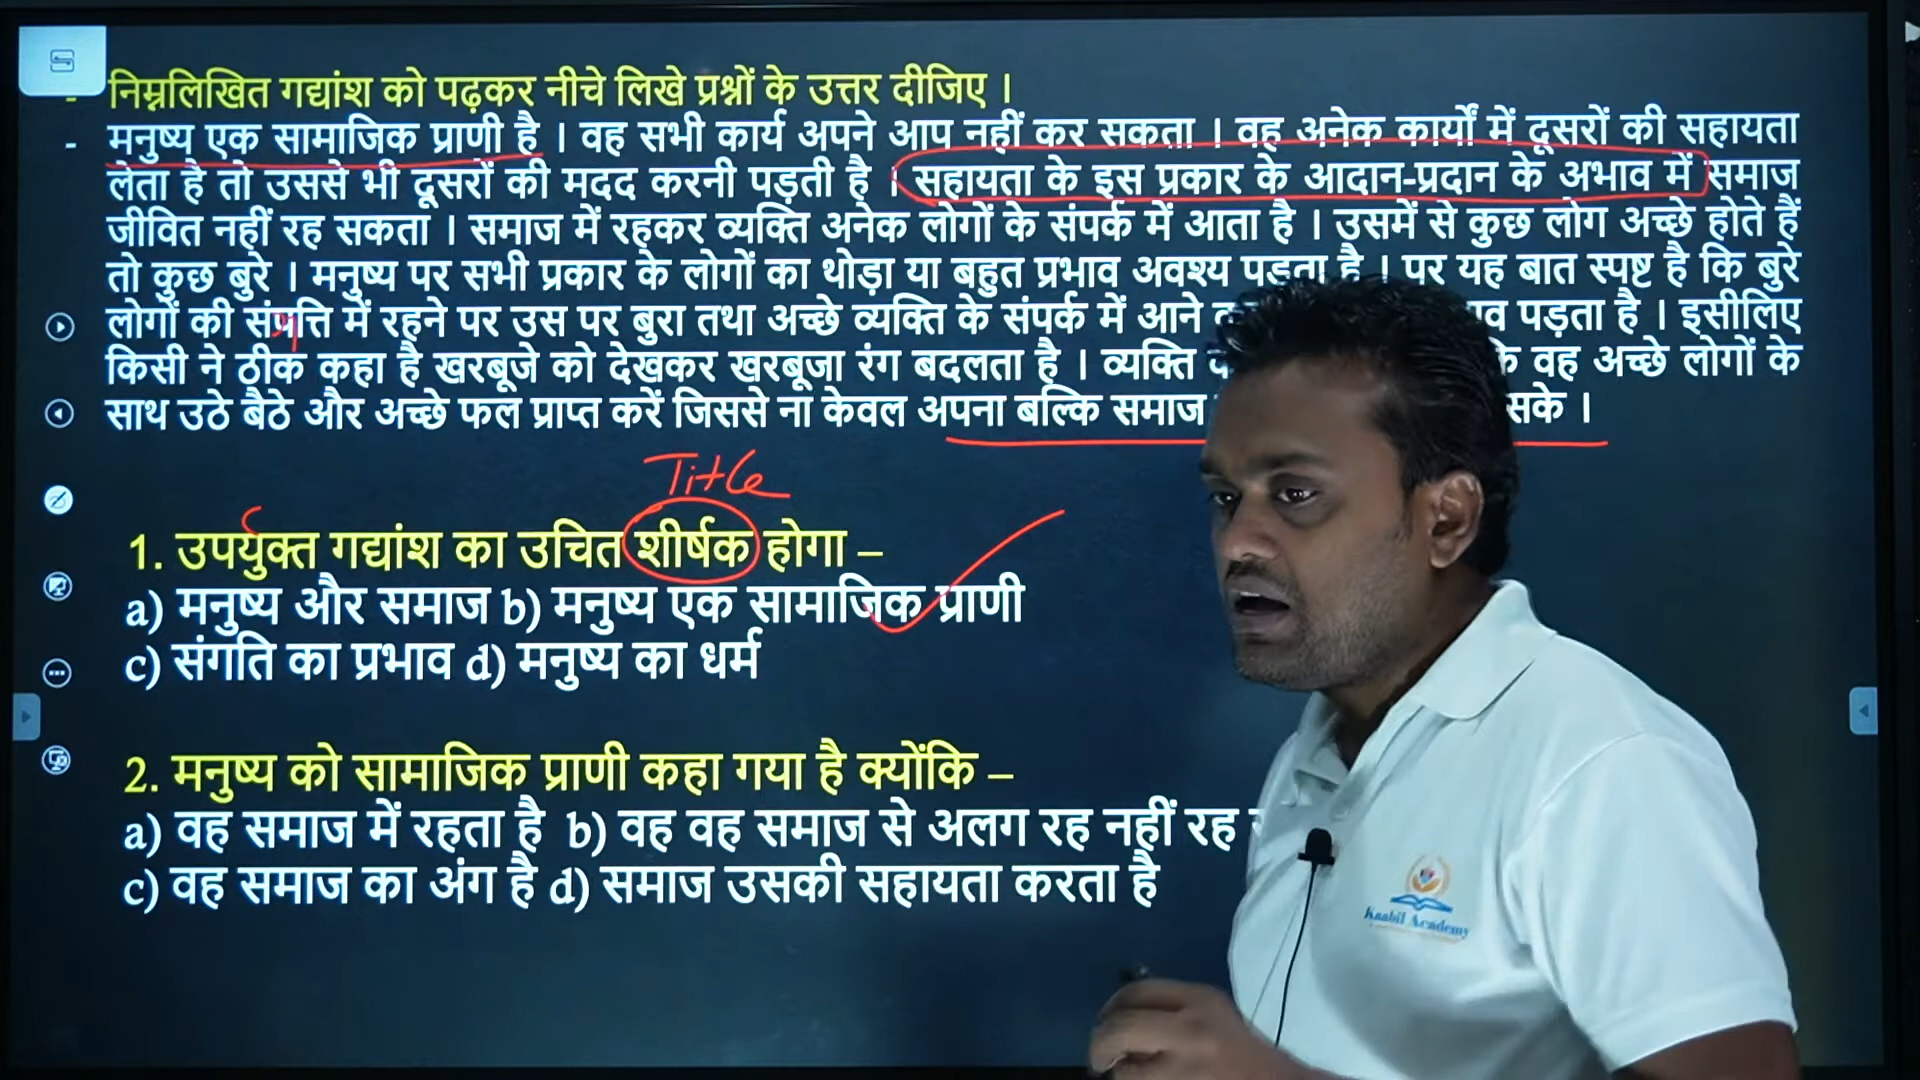 निम्नलिखित गद्यांश को पढ़कर नीचे लिखे प्रश्नों के उत्तर दीजिए ।
- मनुष्य एक सामाजिक प्राणी है । वह सभी कार्य अपने आप नहीं कर सकता । वह अनेक कार्यों में दूसरों की सहायता
लेता है तो उससे भी दूसरों की मदद करनी पड़ती है । सहायता के इस प्रकार के आदान-प्रदान के अभाव में समाज
जीवित नहीं रह सकता । समाज में रहकर व्यक्ति अनेक लोगों के संपर्क में आता है । उसमें से कुछ लोग अच्छे होते हैं
तो कुछ बुरे । मनुष्य पर सभी प्रकार के लोगों का थोड़ा या बहुत प्रभाव अवश्य पड़ता है । पर यह बात स्पष्ट है कि बुरे
लोगों की में रहने पर उस पर बुरा तथा अच्छे व्यक्ति के संपर्क में आने पड़ता है । इसीलिए
किसी ने ठीक कहा है खरबूजे को देखकर खरबूजा रंग बदलता है । व्यक्ति वह अच्छे लोगों के
साथ उठे बैठे और अच्छे फल प्राप्त करें जिससे ना केवल अपना बल्कि समाज सके ।
Title
1. उपयुक्त गद्यांश का उचित शीर्षक होगा –
a) मनुष्य और समाज b) मनुष्य एक सामाजिक प्राणी
c) संगति का प्रभाव d) मनुष्य का धर्म
2. मनुष्य को सामाजिक प्राणी कहा गया है क्योंकि –
a) वह समाज में रहता है b) वह वह समाज से अलग रह नहीं रह
c) वह समाज का अंग है d) समाज उसकी सहायता करता है
Kaabil Academy